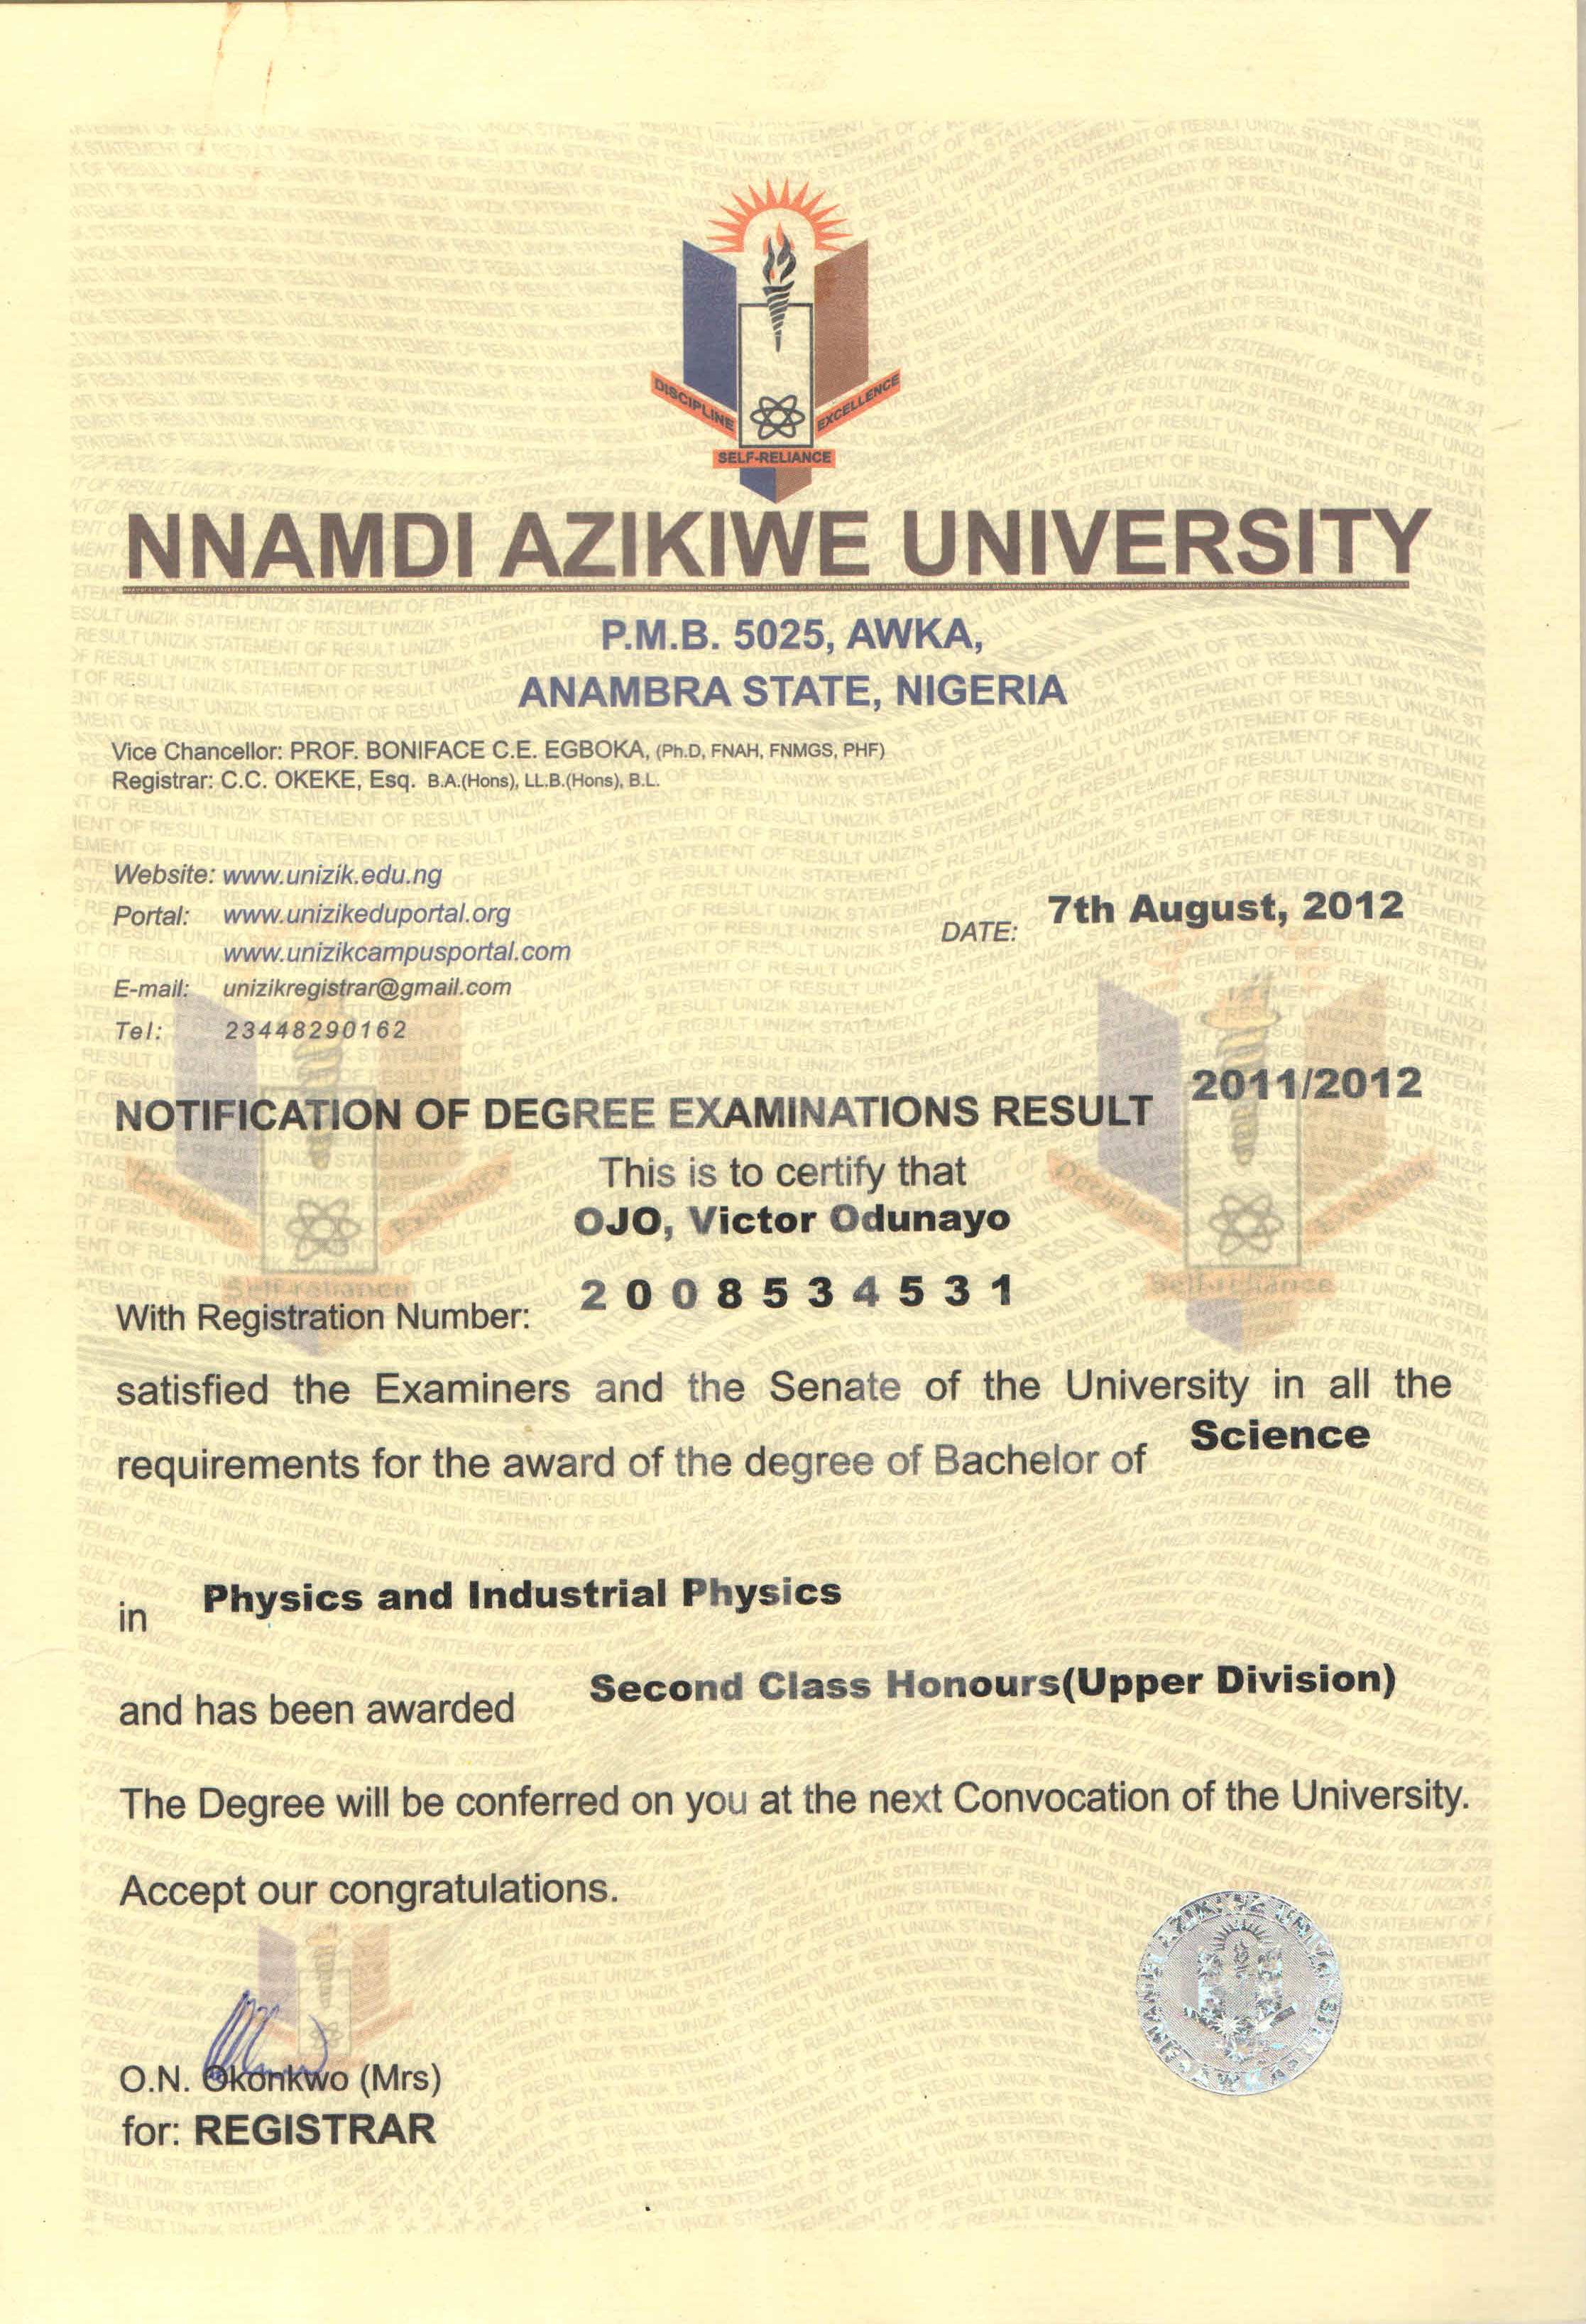 DISCIPLINE
EXCELLENCE
SELF-RELIANCE
NNAMDI AZIKIWE UNIVERSITY
P.M.B. 5025, AWKA,
ANAMBRA STATE, NIGERIA
Vice Chancellor: PROF. BONIFACE C.E. EGBOKA, (Ph.D, FNAH, FNMGS, PHF)
Registrar: C.C. OKEKE, Esq. B.A.(Hons), LL.B.(Hons), B.L.
Website: www.unizik.edu.ng
Portal: www.unizikeduportal.org
www.unizikcampusportal.com
E-mail: unizikregistrar@gmail.com
Tel: 23448290162
DATE: 7th August, 2012
NOTIFICATION OF DEGREE EXAMINATIONS RESULT 2011/2012
This is to certify that
OJO, Victor Odunayo
With Registration Number: 2008534531
satisfied the Examiners and the Senate of the University in all the
requirements for the award of the degree of Bachelor of Science
in Physics and Industrial Physics
and has been awarded Second Class Honours(Upper Division)
The Degree will be conferred on you at the next Convocation of the University.
Accept our congratulations.
O.N. Okonkwo (Mrs)
for: REGISTRAR